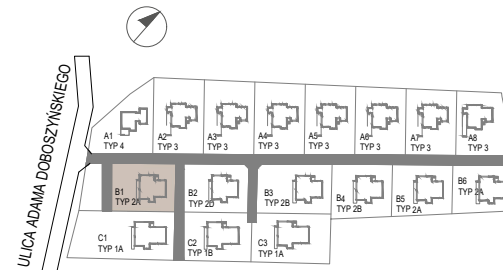 ULICA ADAMA DOBOSZYŃSKIEGO
A1
TYP 4
A2
TYP 3
A3
TYP 3
A4
TYP 3
A5
TYP 3
A6
TYP 3
A7
TYP 3
A8
TYP 3
B1
TYP 2A
B2
TYP 2D
B3
TYP 2B
B4
TYP 2B
B5
TYP 2A
B6
TYP 2A
C1
TYP 1A
C2
TYP 1B
C3
TYP 1A